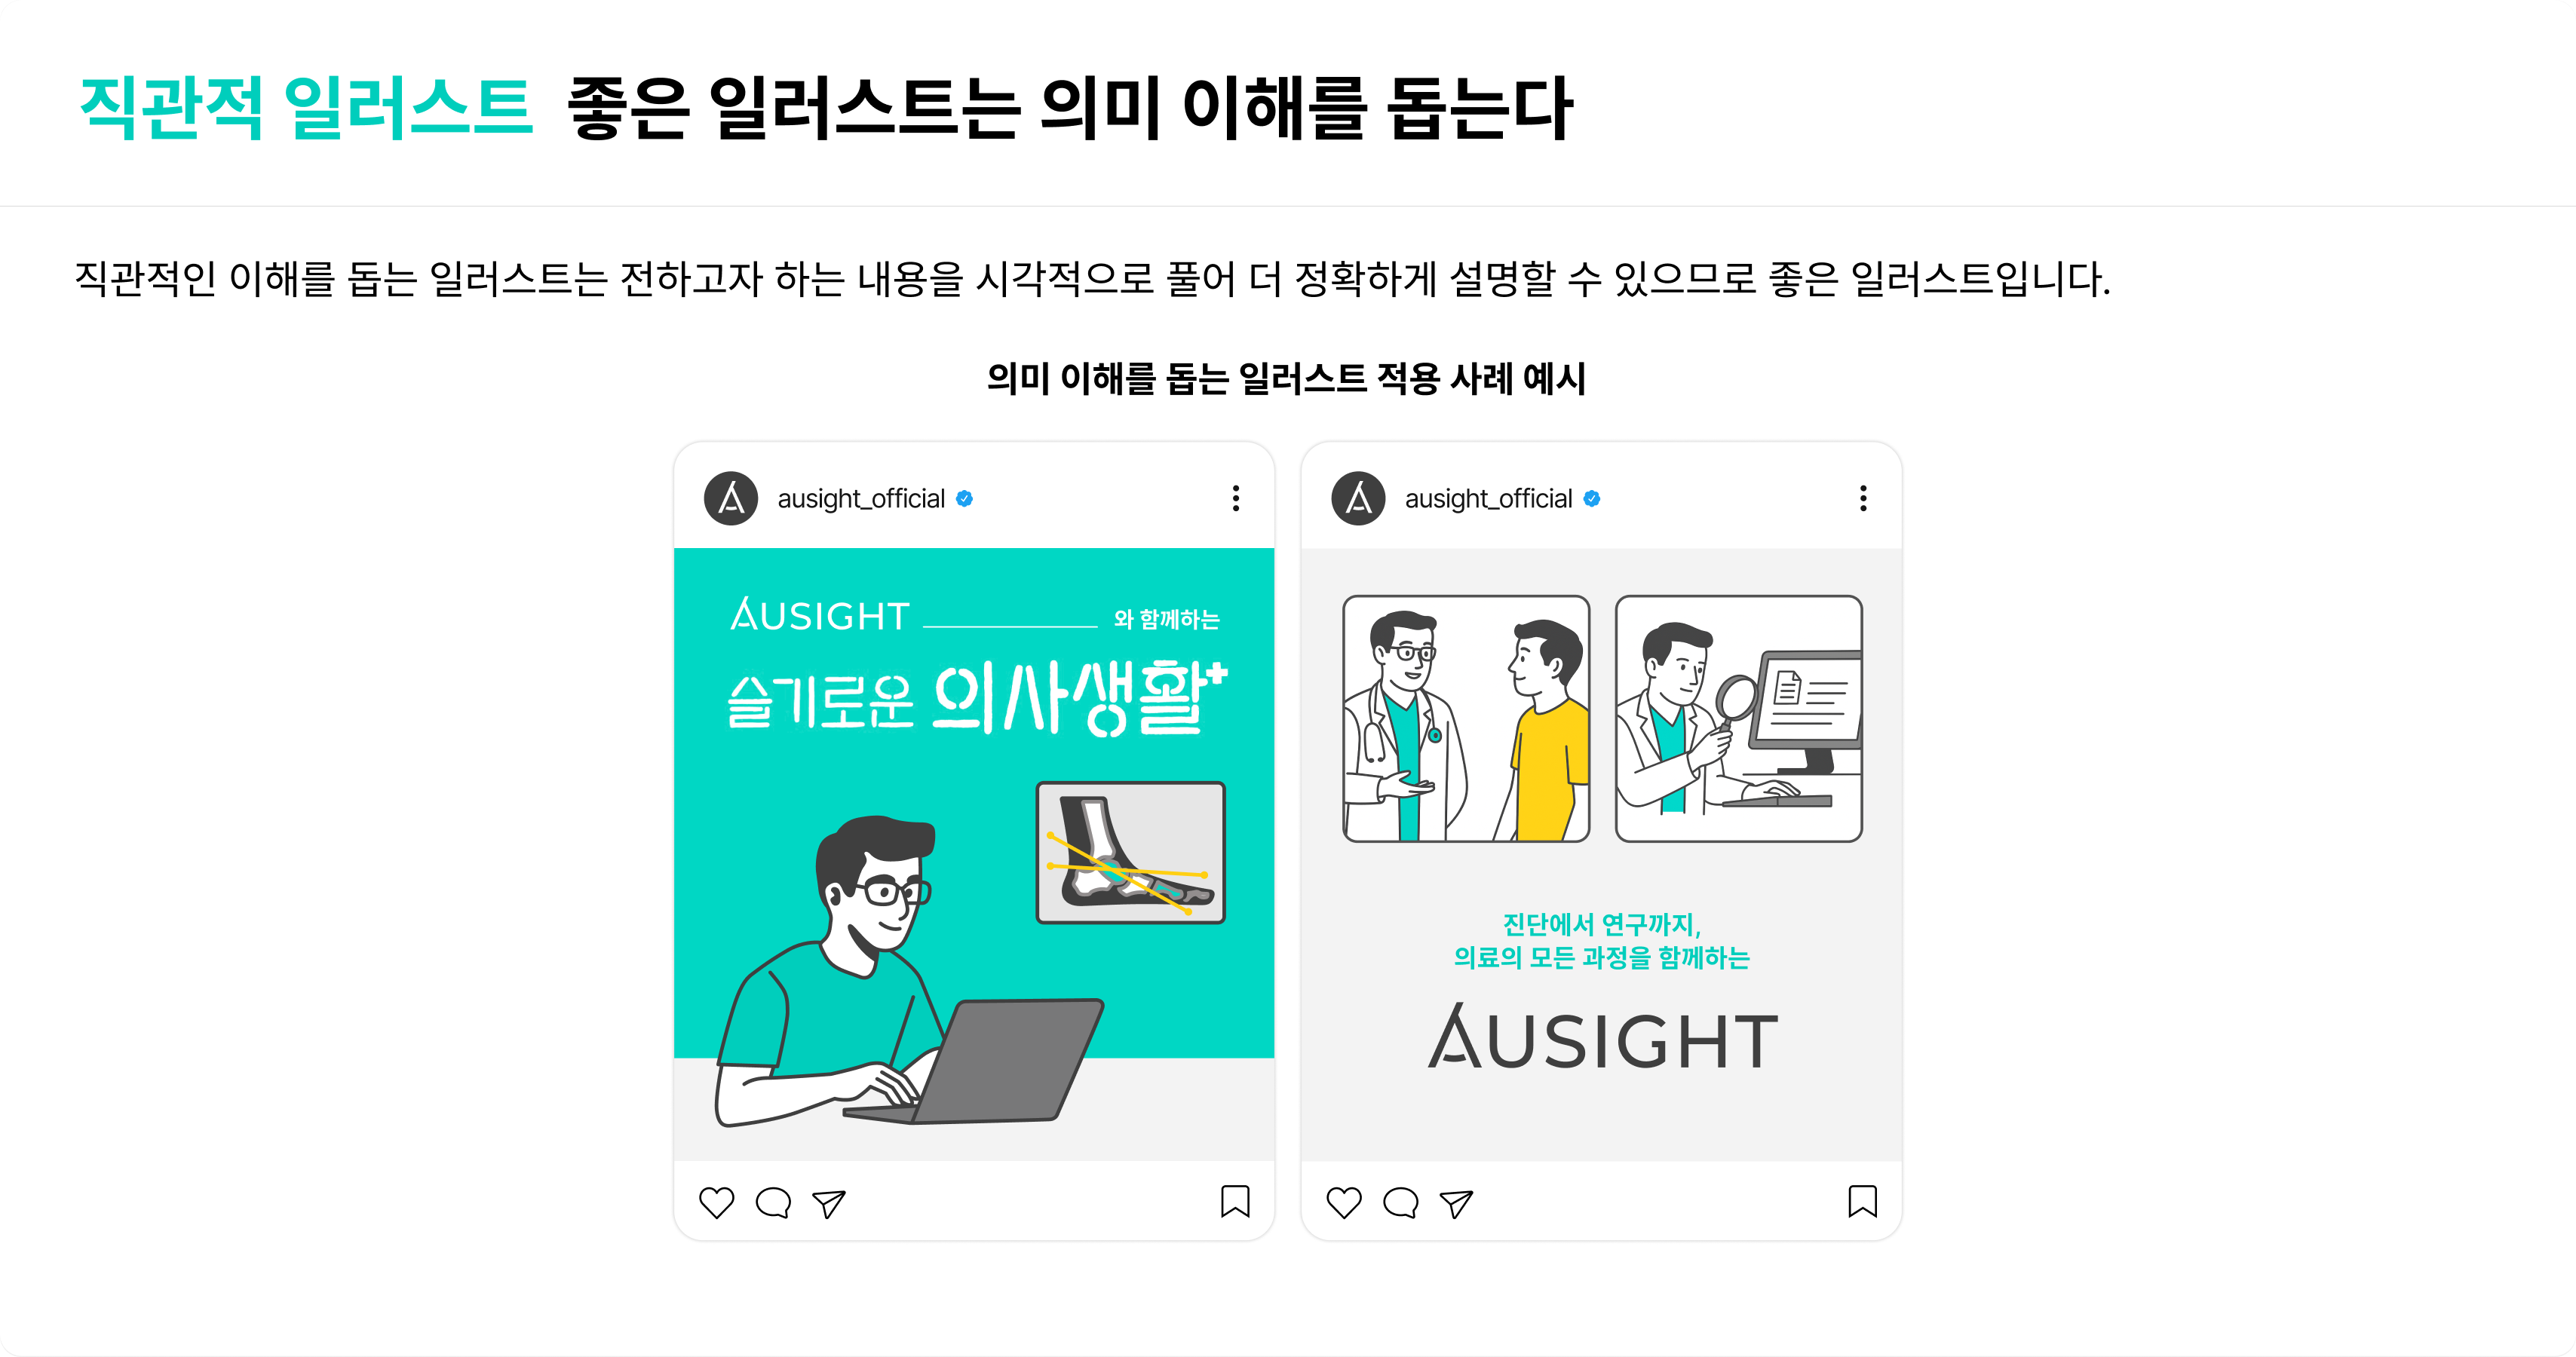 직관적 일러스트 좋은 일러스트는 의미 이해를 돕는다
직관적인 이해를 돕는 일러스트는 전하고자 하는 내용을 시각적으로 풀어 더 정확하게 설명할 수 있으므로 좋은 일러스트입니다.
의미 이해를 돕는 일러스트 적용 사례 예시
ausight_official
AUSIGHT 와 함께하는
슬기로운 의사생활+
ausight_official
진단에서 연구까지,
의료의 모든 과정을 함께하는
AUSIGHT